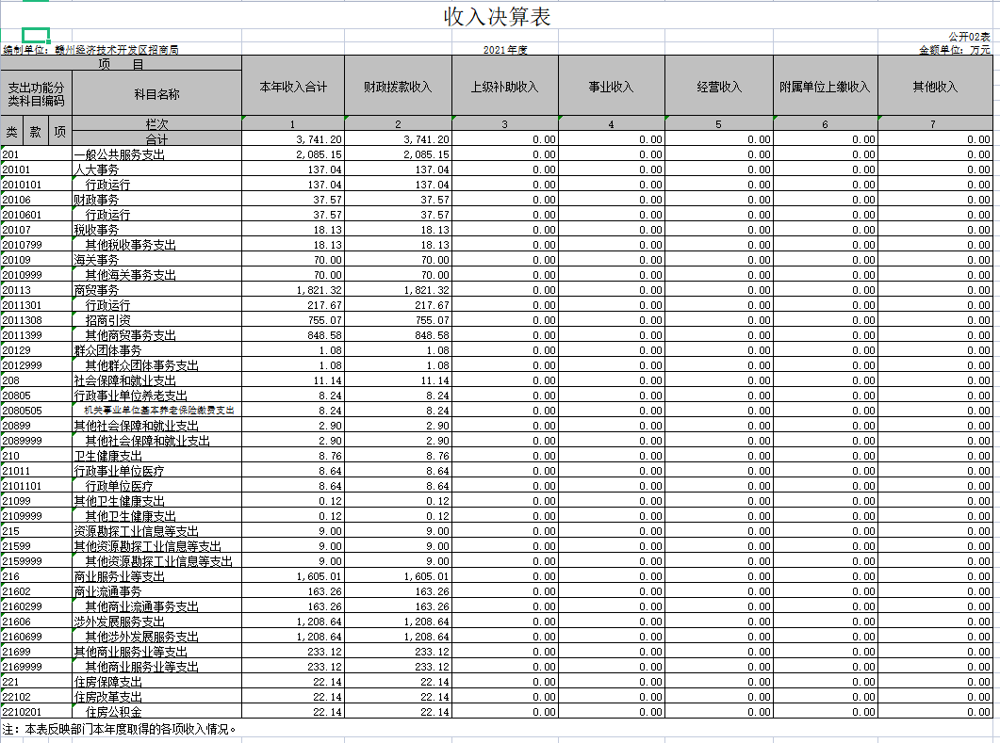 收入决算表
公开02表
编制单位：赣州经济技术开发区招商局 2021年度 金额单位：万元
项 目 本年收入合计 财政拨款收入 上级补助收入 事业收入 经营收入 附属单位上缴收入 其他收入
支出功能分类科目编码 科目名称
类 款 项 栏次 1 2 3 4 5 6 7
合计 3,741.20 3,741.20 0.00 0.00 0.00 0.00 0.00
201 一般公共服务支出 2,085.15 2,085.15 0.00 0.00 0.00 0.00 0.00
20101 人大事务 137.04 137.04 0.00 0.00 0.00 0.00 0.00
2010101 行政运行 137.04 137.04 0.00 0.00 0.00 0.00 0.00
20106 财政事务 37.57 37.57 0.00 0.00 0.00 0.00 0.00
2010601 行政运行 37.57 37.57 0.00 0.00 0.00 0.00 0.00
20107 税收事务 18.13 18.13 0.00 0.00 0.00 0.00 0.00
2010799 其他税收事务支出 18.13 18.13 0.00 0.00 0.00 0.00 0.00
20109 海关事务 70.00 70.00 0.00 0.00 0.00 0.00 0.00
2010999 其他海关事务支出 70.00 70.00 0.00 0.00 0.00 0.00 0.00
20113 商贸事务 1,821.32 1,821.32 0.00 0.00 0.00 0.00 0.00
2011301 行政运行 217.67 217.67 0.00 0.00 0.00 0.00 0.00
2011308 招商引资 755.07 755.07 0.00 0.00 0.00 0.00 0.00
2011399 其他商贸事务支出 848.58 848.58 0.00 0.00 0.00 0.00 0.00
20129 群众团体事务 1.08 1.08 0.00 0.00 0.00 0.00 0.00
2012999 其他群众团体事务支出 1.08 1.08 0.00 0.00 0.00 0.00 0.00
208 社会保障和就业支出 11.14 11.14 0.00 0.00 0.00 0.00 0.00
20805 行政事业单位养老支出 8.24 8.24 0.00 0.00 0.00 0.00 0.00
2080505 机关事业单位基本养老保险缴费支出 8.24 8.24 0.00 0.00 0.00 0.00 0.00
20899 其他社会保障和就业支出 2.90 2.90 0.00 0.00 0.00 0.00 0.00
2089999 其他社会保障和就业支出 2.90 2.90 0.00 0.00 0.00 0.00 0.00
210 卫生健康支出 8.76 8.76 0.00 0.00 0.00 0.00 0.00
21011 行政事业单位医疗 8.64 8.64 0.00 0.00 0.00 0.00 0.00
2101101 行政单位医疗 8.64 8.64 0.00 0.00 0.00 0.00 0.00
21099 其他卫生健康支出 0.12 0.12 0.00 0.00 0.00 0.00 0.00
2109999 其他卫生健康支出 0.12 0.12 0.00 0.00 0.00 0.00 0.00
215 资源勘探工业信息等支出 9.00 9.00 0.00 0.00 0.00 0.00 0.00
21599 其他资源勘探工业信息等支出 9.00 9.00 0.00 0.00 0.00 0.00 0.00
2159999 其他资源勘探工业信息等支出 9.00 9.00 0.00 0.00 0.00 0.00 0.00
216 商业服务业等支出 1,605.01 1,605.01 0.00 0.00 0.00 0.00 0.00
21602 商业流通事务 163.26 163.26 0.00 0.00 0.00 0.00 0.00
2160299 其他商业流通事务支出 163.26 163.26 0.00 0.00 0.00 0.00 0.00
21606 涉外发展服务支出 1,208.64 1,208.64 0.00 0.00 0.00 0.00 0.00
2160699 其他涉外发展服务支出 1,208.64 1,208.64 0.00 0.00 0.00 0.00 0.00
21699 其他商业服务业等支出 233.12 233.12 0.00 0.00 0.00 0.00 0.00
2169999 其他商业服务业等支出 233.12 233.12 0.00 0.00 0.00 0.00 0.00
221 住房保障支出 22.14 22.14 0.00 0.00 0.00 0.00 0.00
22102 住房改革支出 22.14 22.14 0.00 0.00 0.00 0.00 0.00
2210201 住房公积金 22.14 22.14 0.00 0.00 0.00 0.00 0.00
注：本表反映部门本年度取得的各项收入情况。